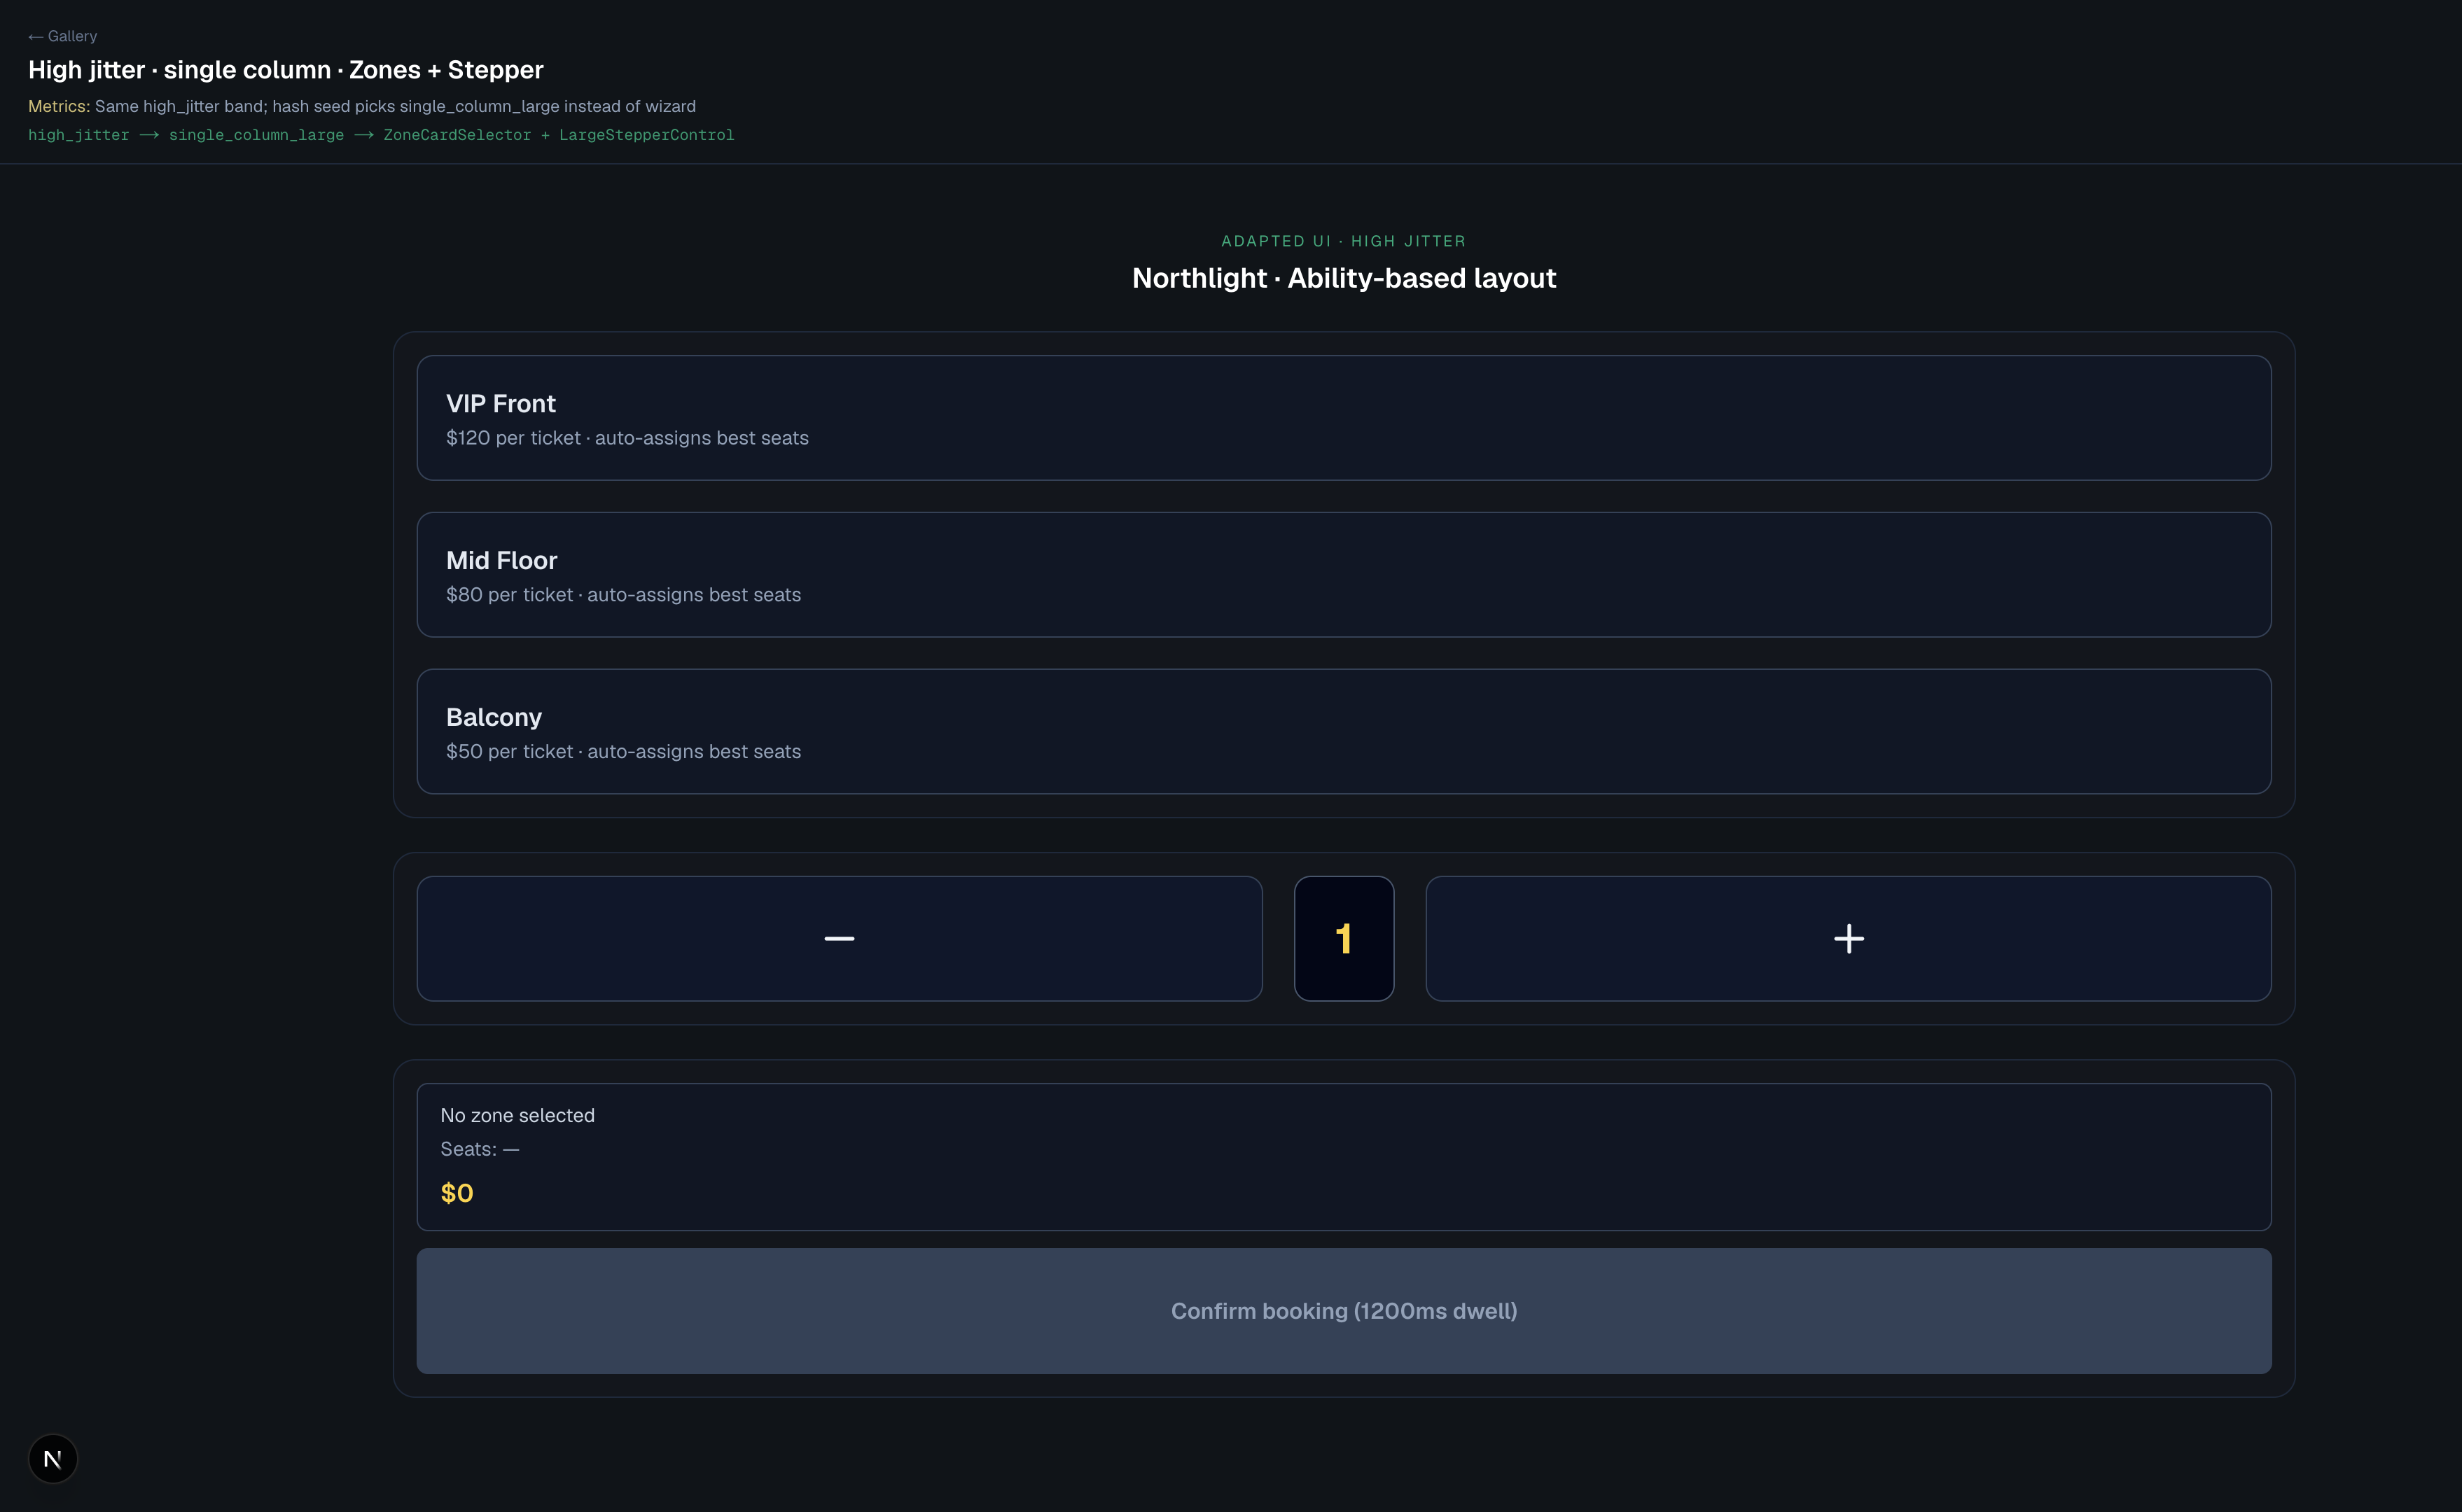 ← Gallery
High jitter · single column · Zones + Stepper
Metrics: Same high_jitter band; hash seed picks single_column_large instead of wizard
high_jitter → single_column_large → ZoneCardSelector + LargeStepperControl
ADAPTED UI · HIGH JITTER
Northlight · Ability-based layout
VIP Front
$120 per ticket · auto-assigns best seats
Mid Floor
$80 per ticket · auto-assigns best seats
Balcony
$50 per ticket · auto-assigns best seats
− 1 +
No zone selected
Seats: —
$0
Confirm booking (1200ms dwell)
N